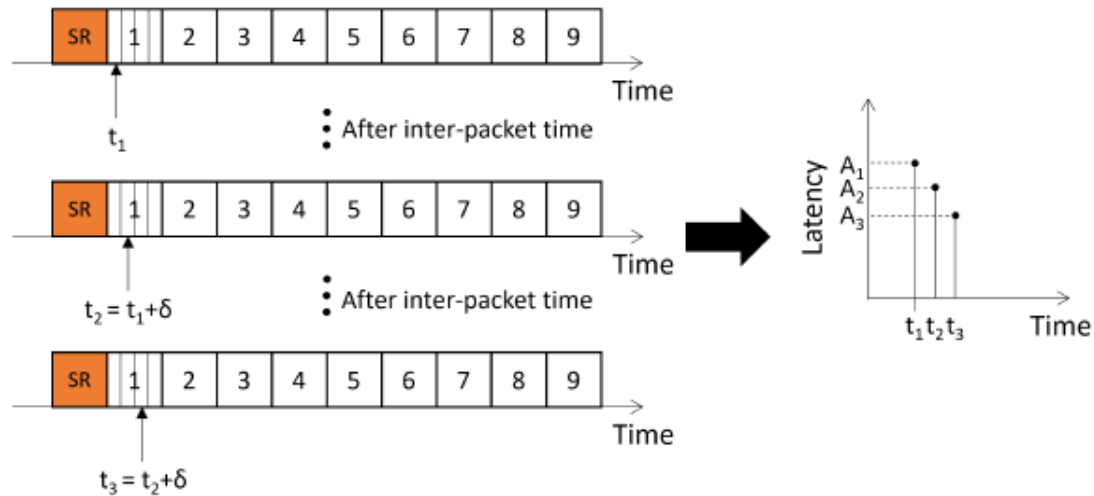 SR 1 2 3 4 5 6 7 8 9
Time
t₁
After inter-packet time
SR 1 2 3 4 5 6 7 8 9
Time
t₂ = t₁+δ
After inter-packet time
SR 1 2 3 4 5 6 7 8 9
Time
t₃ = t₂+δ
Latency
A₁
A₂
A₃
t₁ t₂ t₃
Time